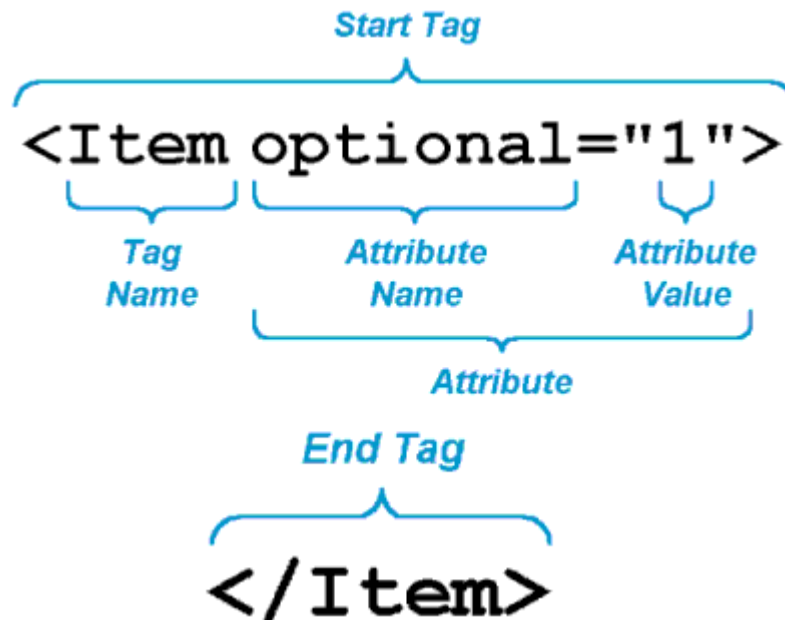 Start Tag
<Item optional="1">
Tag Name
Attribute Name
Attribute Value
Attribute
End Tag
</Item>